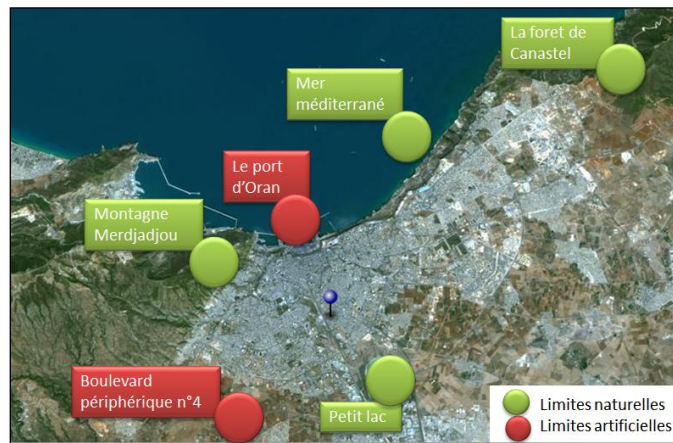 La foret de
Canastel
Mer
méditerrané
Le port
d'Oran
Montagne
Merdjadjou
Boulevard
périphérique n°4
Petit lac
Limites naturelles
Limites artificielles